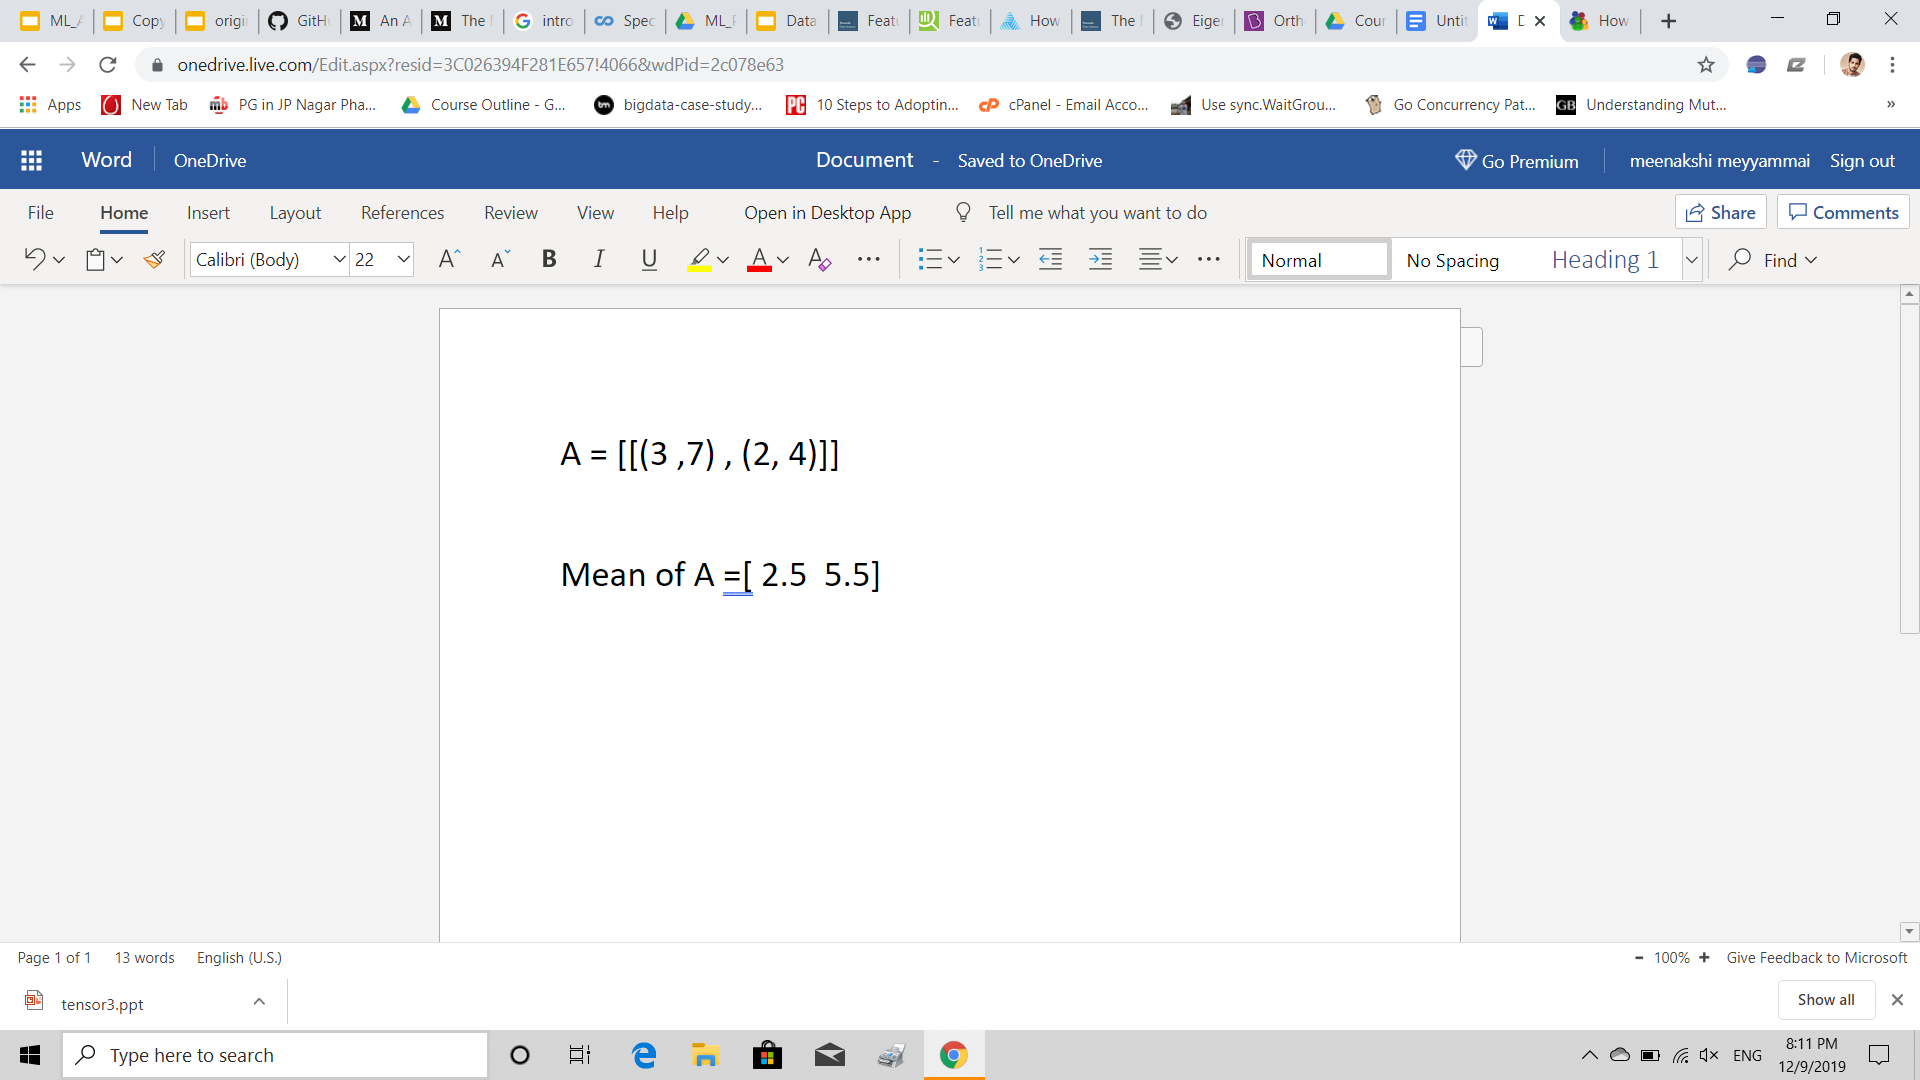 ML_A Copy origi GitHu An A The I intro Spec ML_F Data Featu Featu How The I Eiger Orth Cour Untit D How
onedrive.live.com/Edit.aspx?resid=3C026394F281E657!4066&wdPid=2c078e63
Apps New Tab PG in JP Nagar Pha... Course Outline - G... bigdata-case-study... 10 Steps to Adoptin... cPanel - Email Acco... Use sync.WaitGrou... Go Concurrency Pat... Understanding Mut... »
Word OneDrive Document - Saved to OneDrive Go Premium meenakshi meyyammai Sign out
File Home Insert Layout References Review View Help Open in Desktop App Tell me what you want to do Share Comments
Calibri (Body) 22 A A B I U A A ... ... Normal No Spacing Heading 1 Find
A = [[(3 ,7) , (2, 4)]]
Mean of A =[ 2.5 5.5]
Page 1 of 1 13 words English (U.S.) - 100% + Give Feedback to Microsoft
tensor3.ppt Show all
Type here to search ENG 8:11 PM
12/9/2019